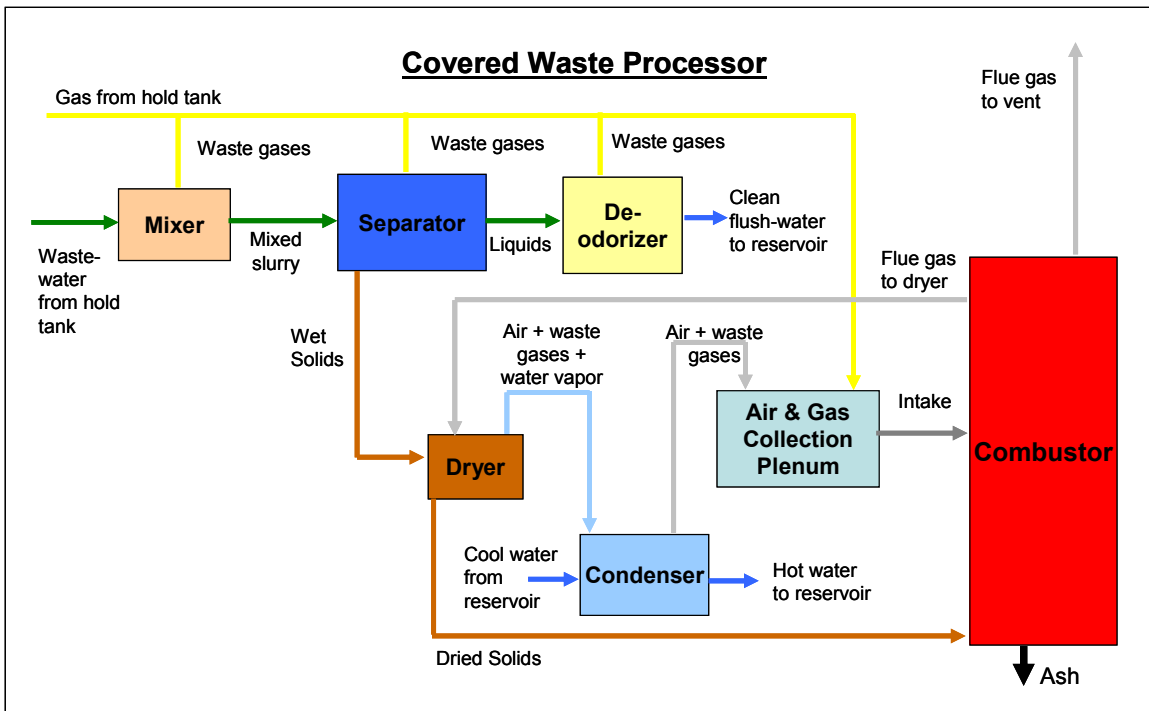 Covered Waste Processor
Flue gas
to vent
Gas from hold tank
Waste gases
Waste gases
Waste gases
Mixer
Separator
De-
odorizer
Clean
flush-water
to reservoir
Waste-
water
from hold
tank
Mixed
slurry
Liquids
Flue gas
to dryer
Wet
Solids
Air + waste
gases +
water vapor
Air + waste
gases
Air & Gas
Collection
Plenum
Intake
Combustor
Dryer
Cool water
from
reservoir
Condenser
Hot water
to reservoir
Dried Solids
Ash